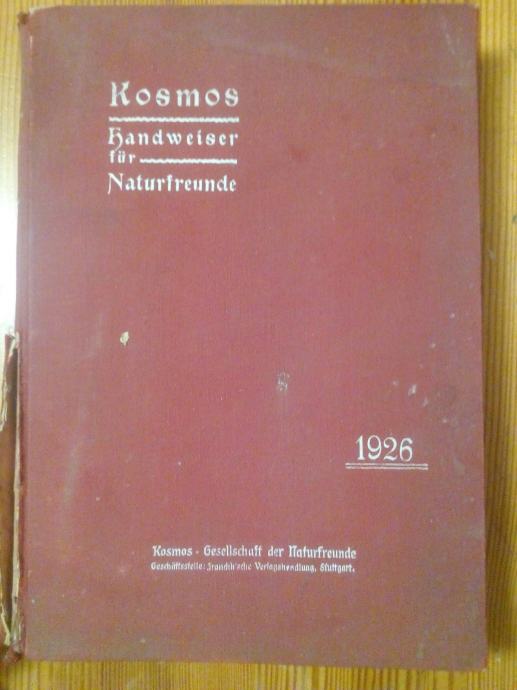 Kosmos
Handweiser
für
Naturfreunde
1926
Kosmos - Gesellschaft der Naturfreunde
Geschäftsstelle: Franckh'sche Verlagshandlung, Stuttgart.